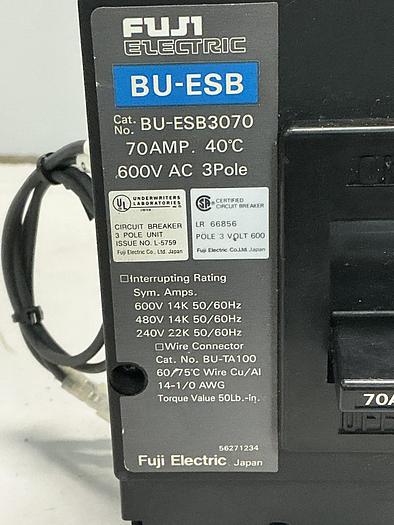 FUJI
ELECTRIC
BU-ESB
Cat. No. BU-ESB3070
70AMP. 40℃
600V AC 3Pole
UL UNDERWRITERS
LABORATORIES
CIRCUIT BREAKER
3 POLE UNIT
ISSUE NO. L-5759
Fuji Electric Co., Ltd. Japan
CERTIFIED
CIRCUIT BREAKER
LR 66856
POLE 3 VOLT 600
Fuji Electric Co.,Ltd. Japan
□Interrupting Rating
Sym. Amps.
600V 14K 50/60Hz
480V 14K 50/60Hz
240V 22K 50/60Hz
□Wire Connector
Cat. No. BU-TA100
60/75℃ Wire Cu/Al
14-1/0 AWG
Torque Value 50Lb.-in.
56271234
Fuji Electric Japan
70A